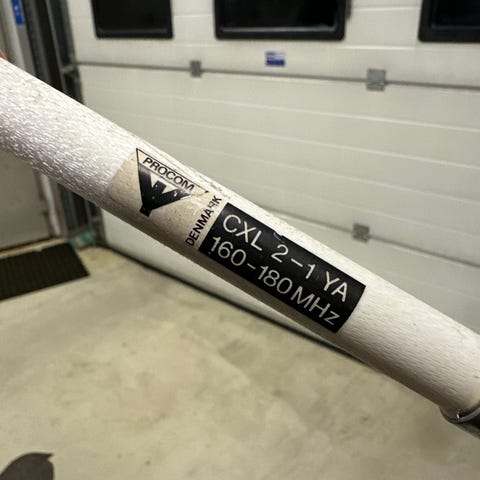 PROCOM
DENMARK
CXL 2-1 YA
160-180 MHz